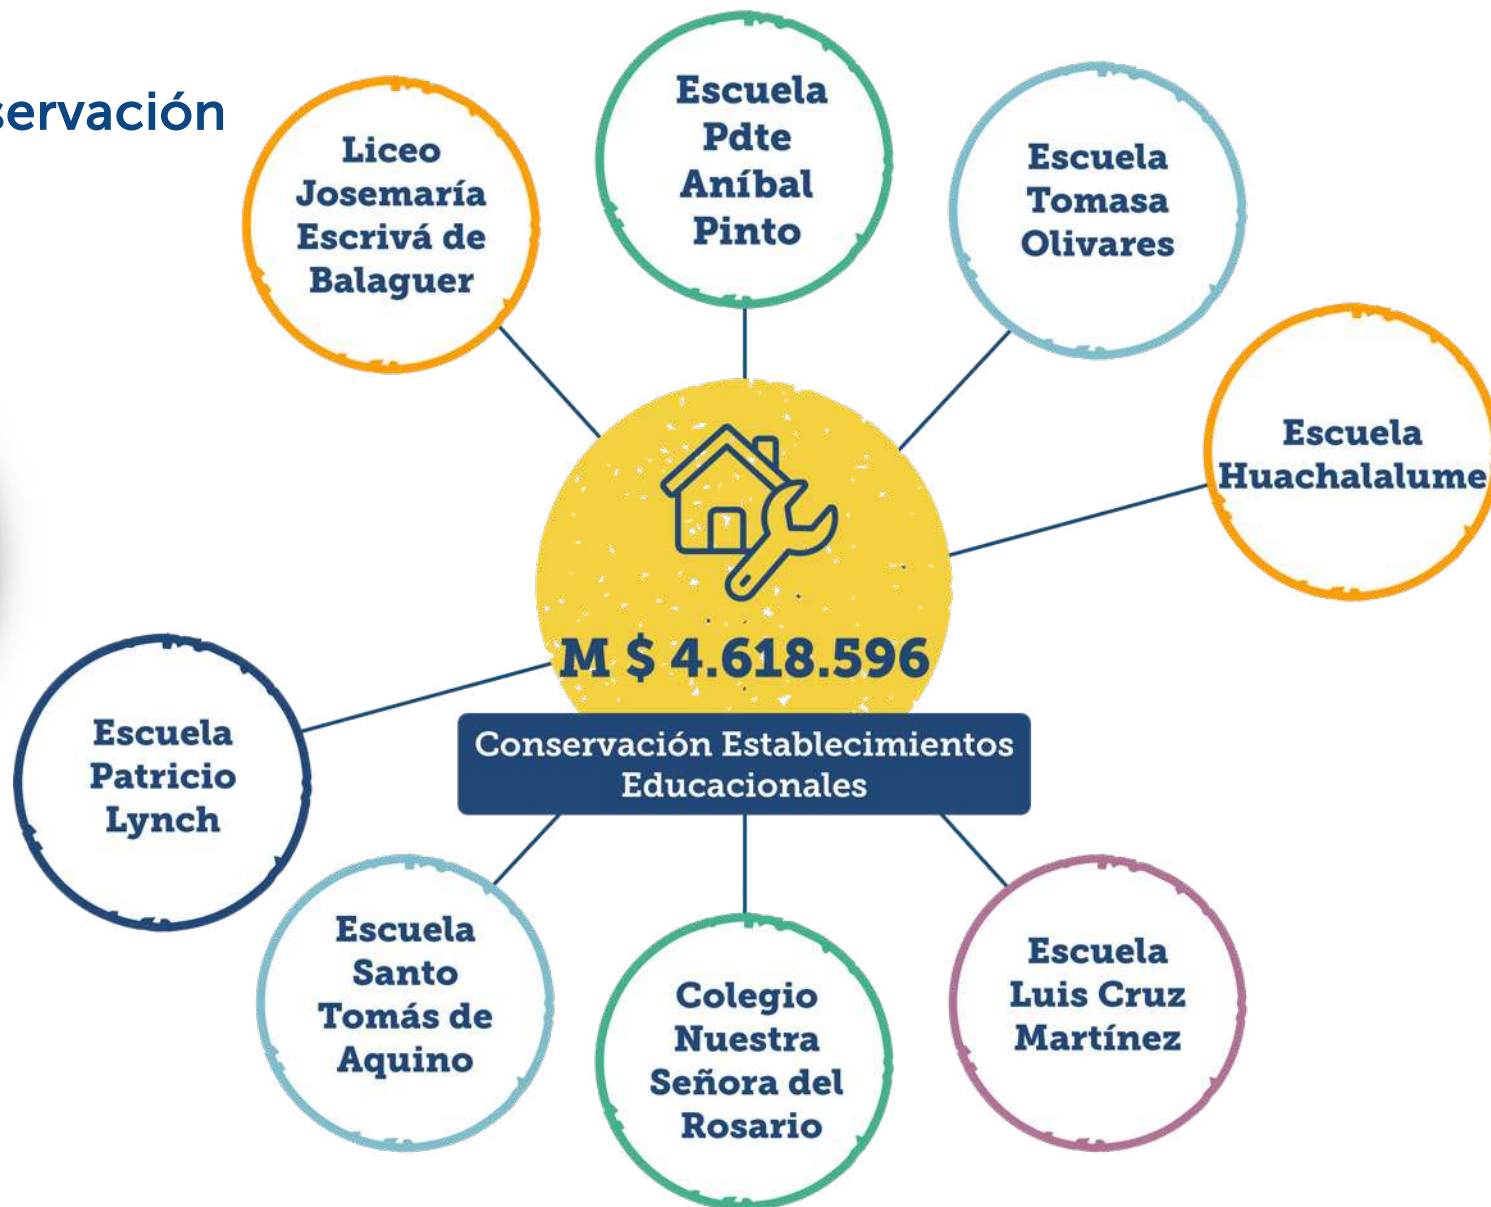 Liceo
Josemaría
Escrivá de
Balaguer
Escuela
Pdte
Aníbal
Pinto
Escuela
Tomasa
Olivares
Escuela
Huachalalume
M $ 4.618.596
Conservación Establecimientos
Educacionales
Escuela
Patricio
Lynch
Escuela
Santo
Tomás de
Aquino
Colegio
Nuestra
Señora del
Rosario
Escuela
Luis Cruz
Martínez